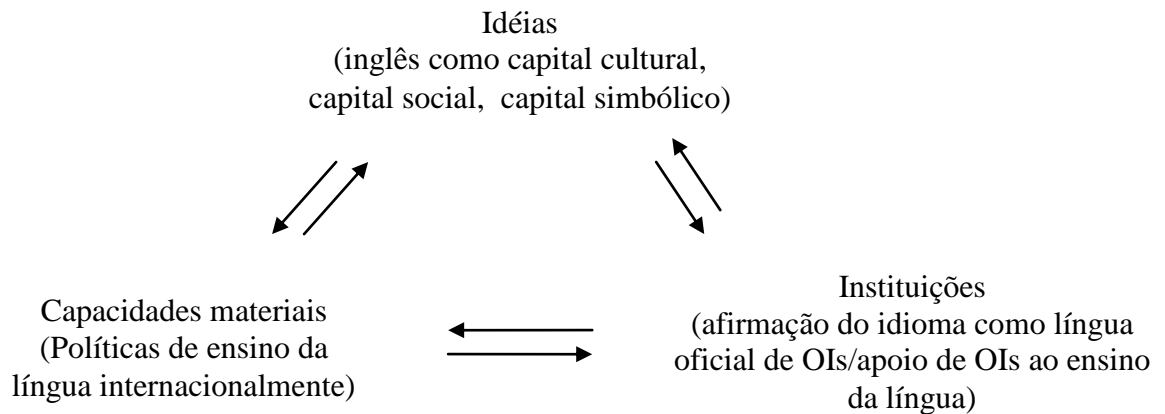 Idéias
(inglês como capital cultural,
capital social, capital simbólico)
Capacidades materiais
(Políticas de ensino da
língua internacionalmente)
Instituições
(afirmação do idioma como língua
oficial de OIs/apoio de OIs ao ensino
da língua)